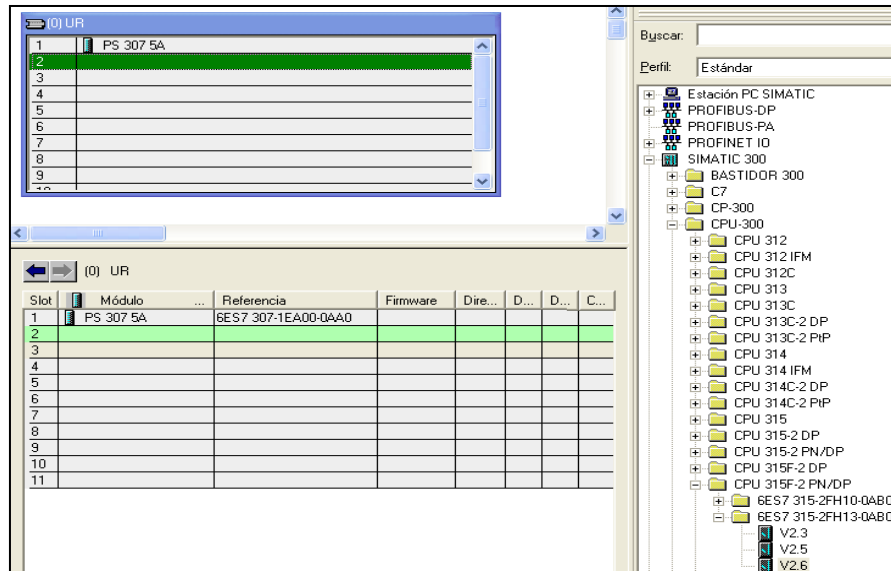 (0) UR
1 PS 307 5A
2
3
4
5
6
7
8
9
(0) UR
Slot Módulo ... Referencia Firmware Dire... D... D... C...
1 PS 307 5A 6ES7 307-1EA00-0AA0
2
3
4
5
6
7
8
9
10
11
Buscar:
Perfil: Estándar
Estación PC SIMATIC
PROFIBUS-DP
PROFIBUS-PA
PROFINET IO
SIMATIC 300
BASTIDOR 300
C7
CP-300
CPU-300
CPU 312
CPU 312 IFM
CPU 312C
CPU 313
CPU 313C
CPU 313C-2 DP
CPU 313C-2 PtP
CPU 314
CPU 314 IFM
CPU 314C-2 DP
CPU 314C-2 PtP
CPU 315
CPU 315-2 DP
CPU 315-2 PN/DP
CPU 315F-2 DP
CPU 315F-2 PN/DP
6ES7 315-2FH10-0AB0
6ES7 315-2FH13-0AB0
V2.3
V2.5
V2.6